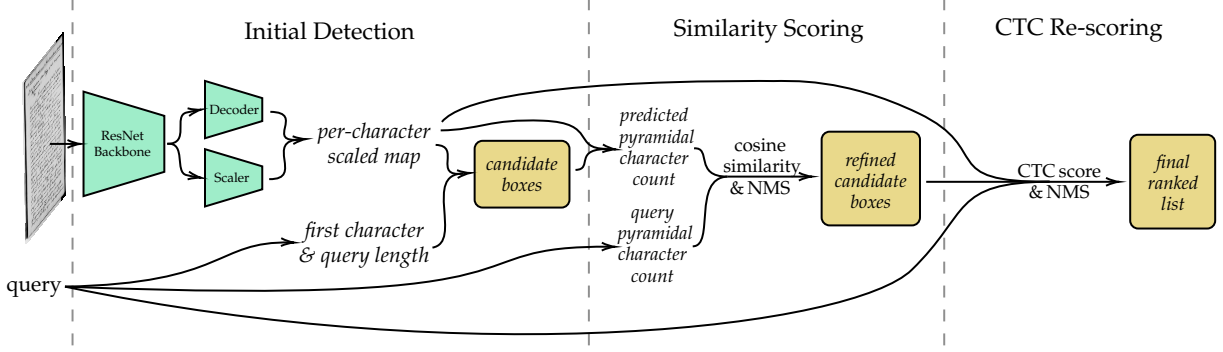 Initial Detection
Similarity Scoring
CTC Re-scoring
ResNet
Backbone
Decoder
Scaler
per-character
scaled map
candidate
boxes
first character
& query length
query
predicted
pyramidal
character
count
query
pyramidal
character
count
cosine
similarity
& NMS
refined
candidate
boxes
CTC score
& NMS
final
ranked
list